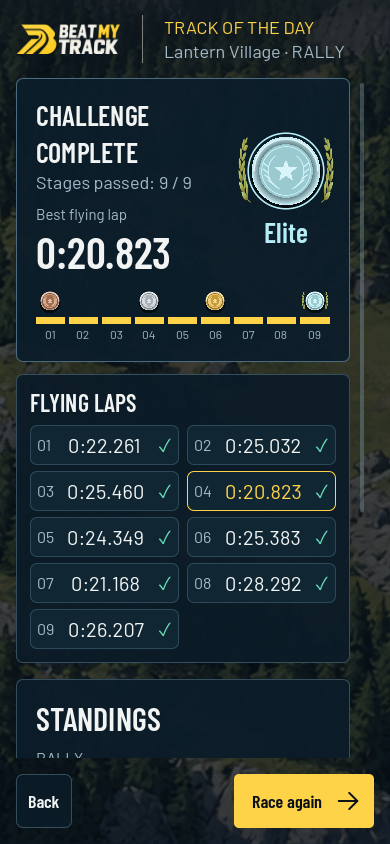 BEATMY
TRACK
TRACK OF THE DAY
Lantern Village · RALLY
CHALLENGE
COMPLETE
Stages passed: 9 / 9
Best flying lap
0:20.823
Elite
01 02 03 04 05 06 07 08 09
FLYING LAPS
01 0:22.261 ✓ 02 0:25.032 ✓
03 0:25.460 ✓ 04 0:20.823 ✓
05 0:24.349 ✓ 06 0:25.383 ✓
07 0:21.168 ✓ 08 0:28.292 ✓
09 0:26.207 ✓
STANDINGS
RALLY
Back
Race again →